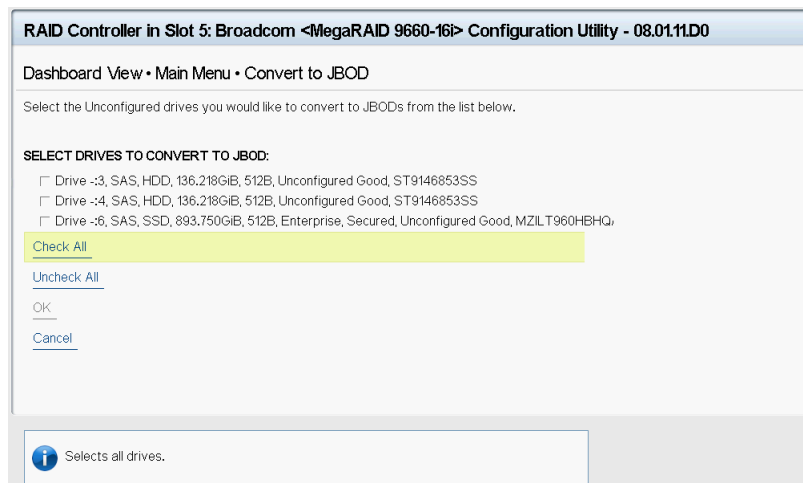 RAID Controller in Slot 5: Broadcom <MegaRAID 9660-16i> Configuration Utility - 08.01.11.D0
Dashboard View • Main Menu • Convert to JBOD
Select the Unconfigured drives you would like to convert to JBODs from the list below.
SELECT DRIVES TO CONVERT TO JBOD:
Drive -:3, SAS, HDD, 136.218GiB, 512B, Unconfigured Good, ST9146853SS
Drive -:4, SAS, HDD, 136.218GiB, 512B, Unconfigured Good, ST9146853SS
Drive -:6, SAS, SSD, 893.750GiB, 512B, Enterprise, Secured, Unconfigured Good, MZILT960HBHQ
Check All
Uncheck All
OK
Cancel
Selects all drives.